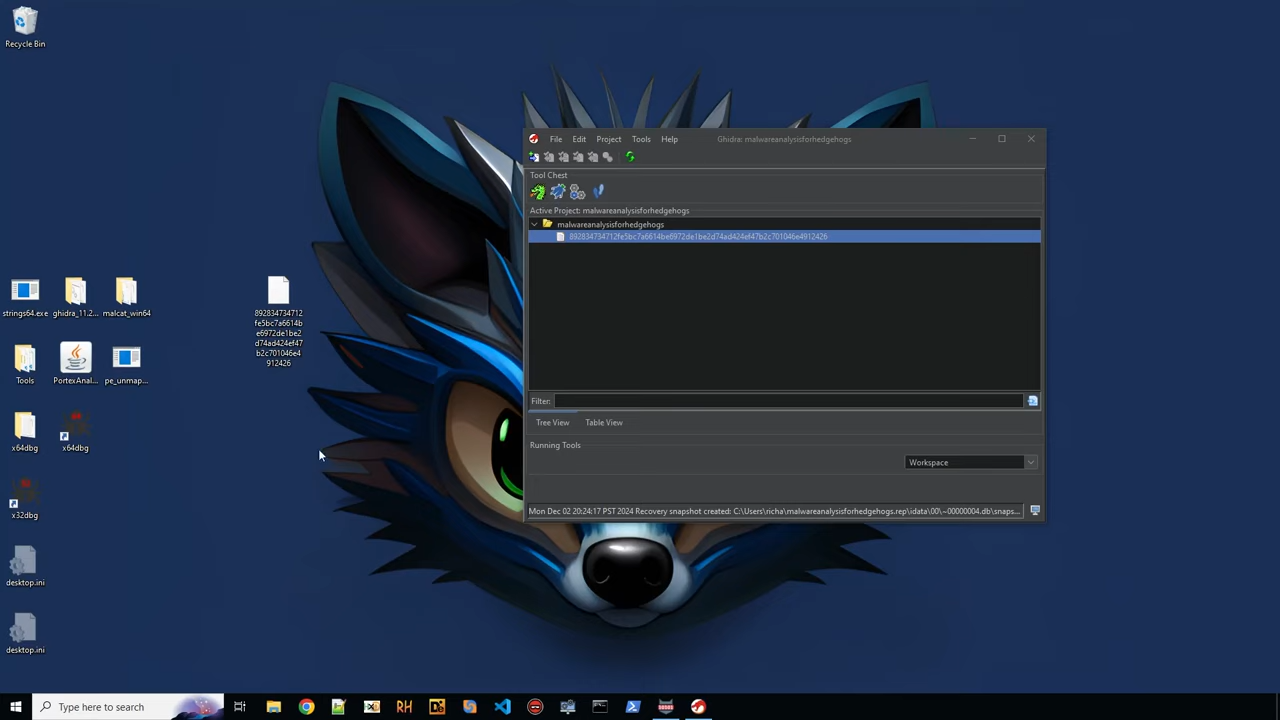 Recycle Bin
File Edit Project Tools Help
Ghidra: malwareanalysisforhedgehogs
Tool Chest
Active Project: malwareanalysisforhedgehogs
malwareanalysisforhedgehogs
892834734712fe5bc7a6614be6972de1be2d74ad424ef47b2c701046e4912426
strings64.exe
ghidra_11.2...
malcat_win64
892834734712
fe5bc7a6614b
e6972de1be2
d74ad424ef47
b2c701046e4
912426
Tools
PortexAnal...
pe_unmap...
Filter:
Tree View Table View
x64dbg
x64dbg
Running Tools
Workspace
x32dbg
Mon Dec 02 20:24:17 PST 2024 Recovery snapshot created: C:\Users\richa\malwareanalysisforhedgehogs.rep\idata\00\~00000004.db\snaps...
desktop.ini
desktop.ini
Type here to search